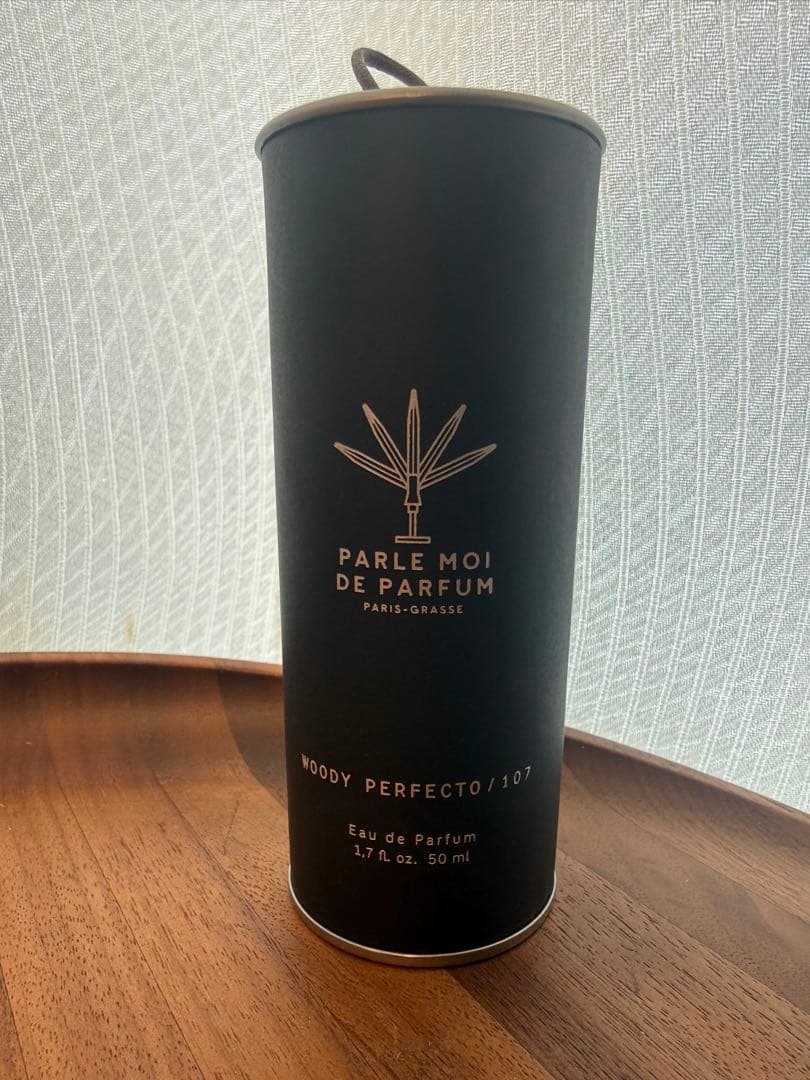 PARLE MOI
DE PARFUM
PARIS-GRASSE
WOODY PERFECTO/107
Eau de Parfum
1,7 fl. oz. 50 ml